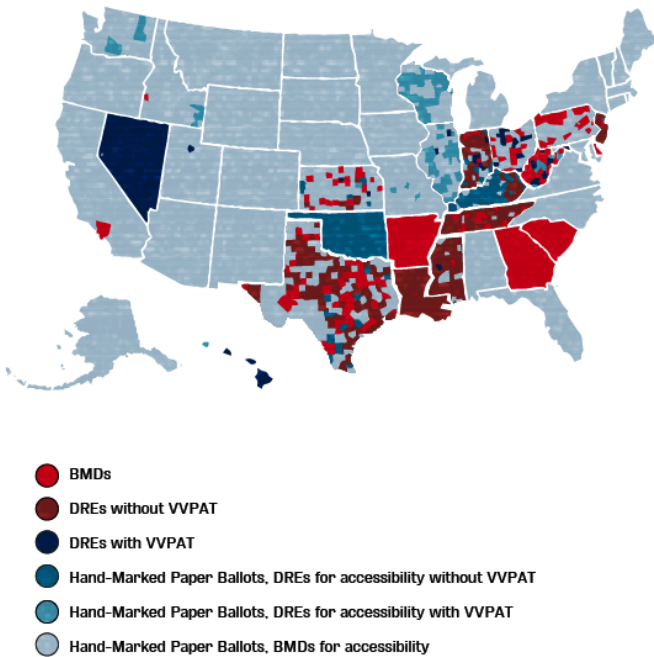 BMDs
DREs without VVPAT
DREs with VVPAT
Hand-Marked Paper Ballots, DREs for accessibility without VVPAT
Hand-Marked Paper Ballots, DREs for accessibility with VVPAT
Hand-Marked Paper Ballots, BMDs for accessibility